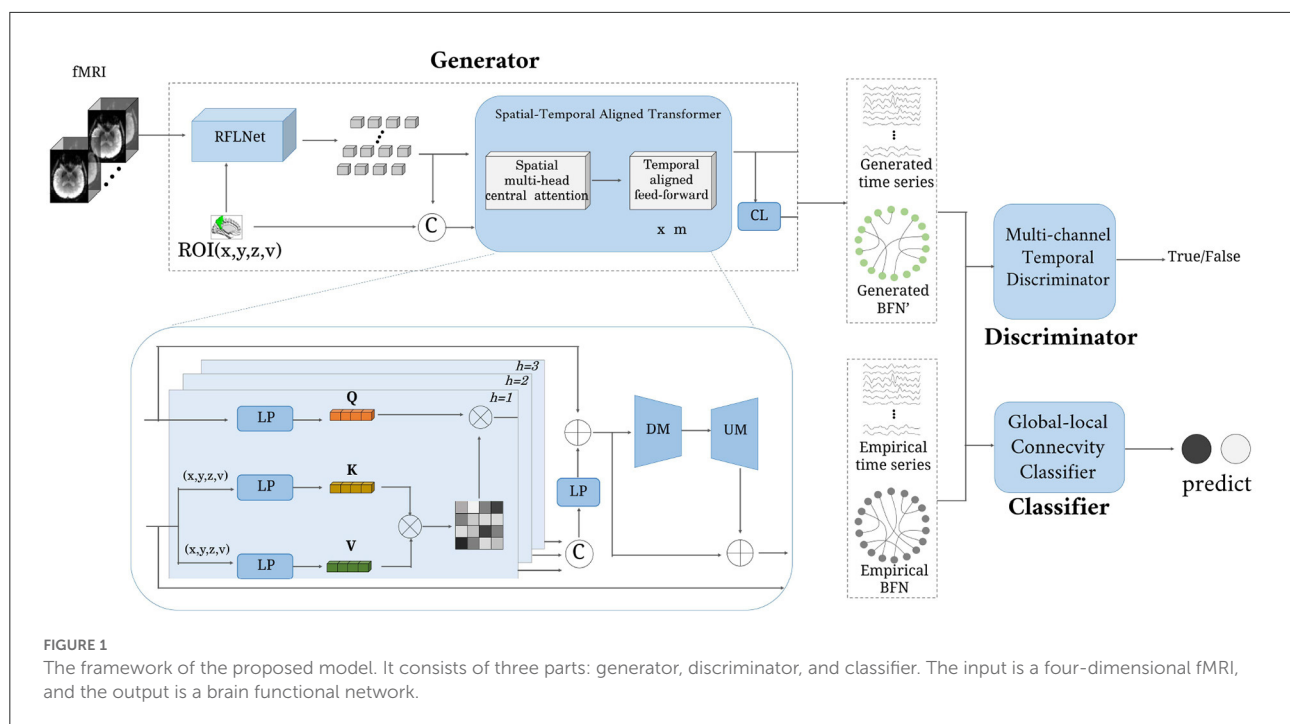 fMRI
Generator
RFLNet
ROI(x,y,z,v)
C
Spatial-Temporal Aligned Transformer
Spatial
multi-head
central attention
Temporal
aligned
feed-forward
x m
CL
Generated
time series
Generated
BFN'
Multi-channel
Temporal
Discriminator
True/False
Discriminator
h=3
h=2
h=1
LP
Q
(x,y,z,v)
LP
K
(x,y,z,v)
LP
V
LP
C
DM
UM
Empirical
time series
Empirical
BFN
Global-local
Connecvity
Classifier
Classifier
predict
FIGURE 1
The framework of the proposed model. It consists of three parts: generator, discriminator, and classifier. The input is a four-dimensional fMRI,
and the output is a brain functional network.